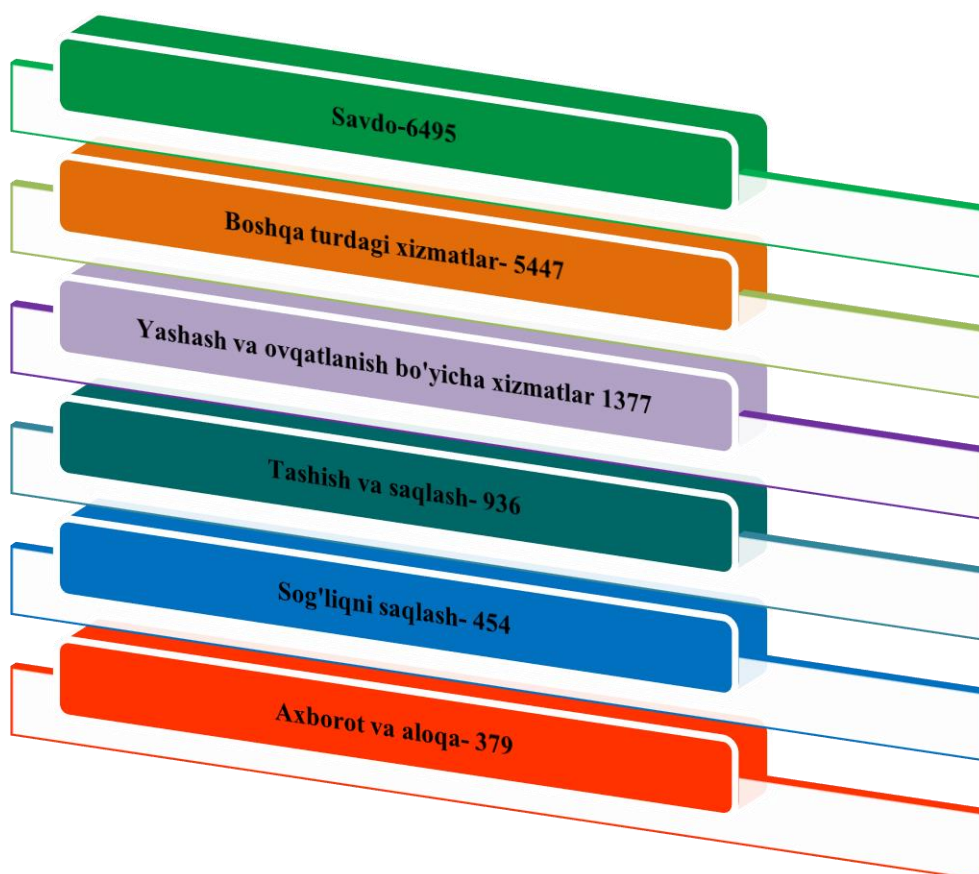 Savdo-6495
Boshqa turdagi xizmatlar- 5447
Yashash va ovqatlanish bo'yicha xizmatlar 1377
Tashish va saqlash- 936
Sog'liqni saqlash- 454
Axborot va aloqa- 379